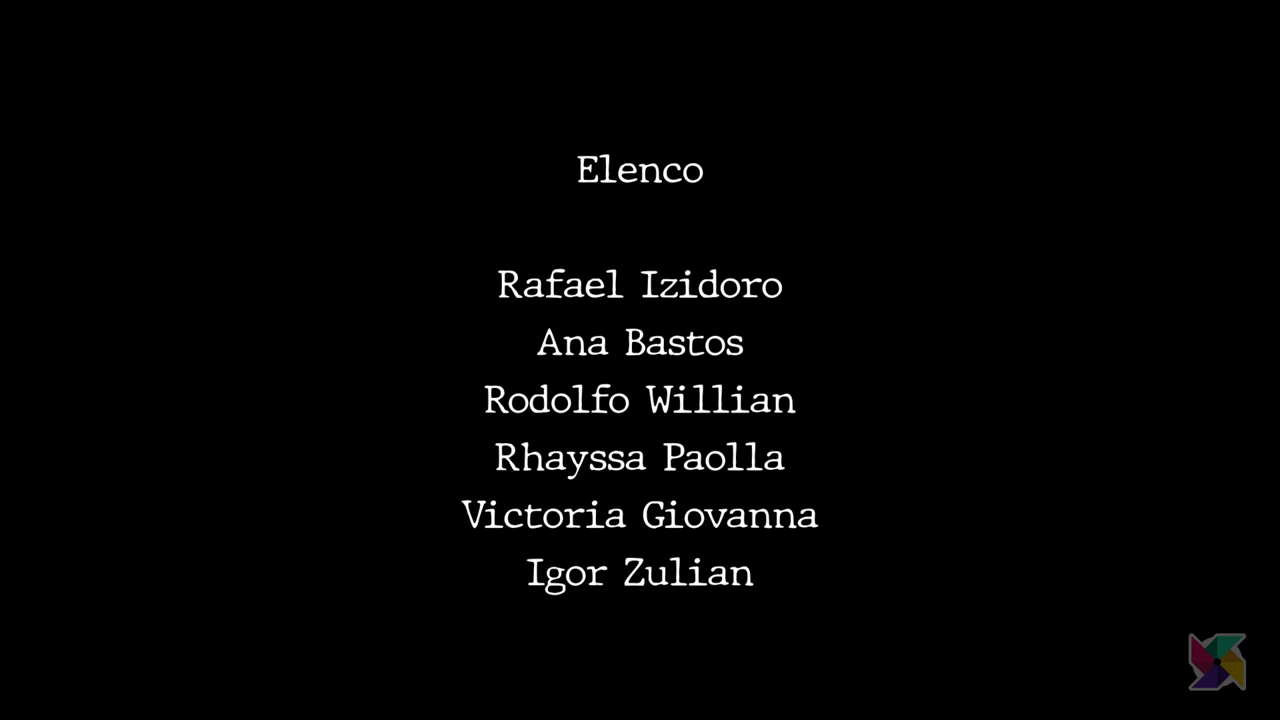 Elenco
Rafael Izidoro
Ana Bastos
Rodolfo Willian
Rhayssa Paolla
Victoria Giovanna
Igor Zulian